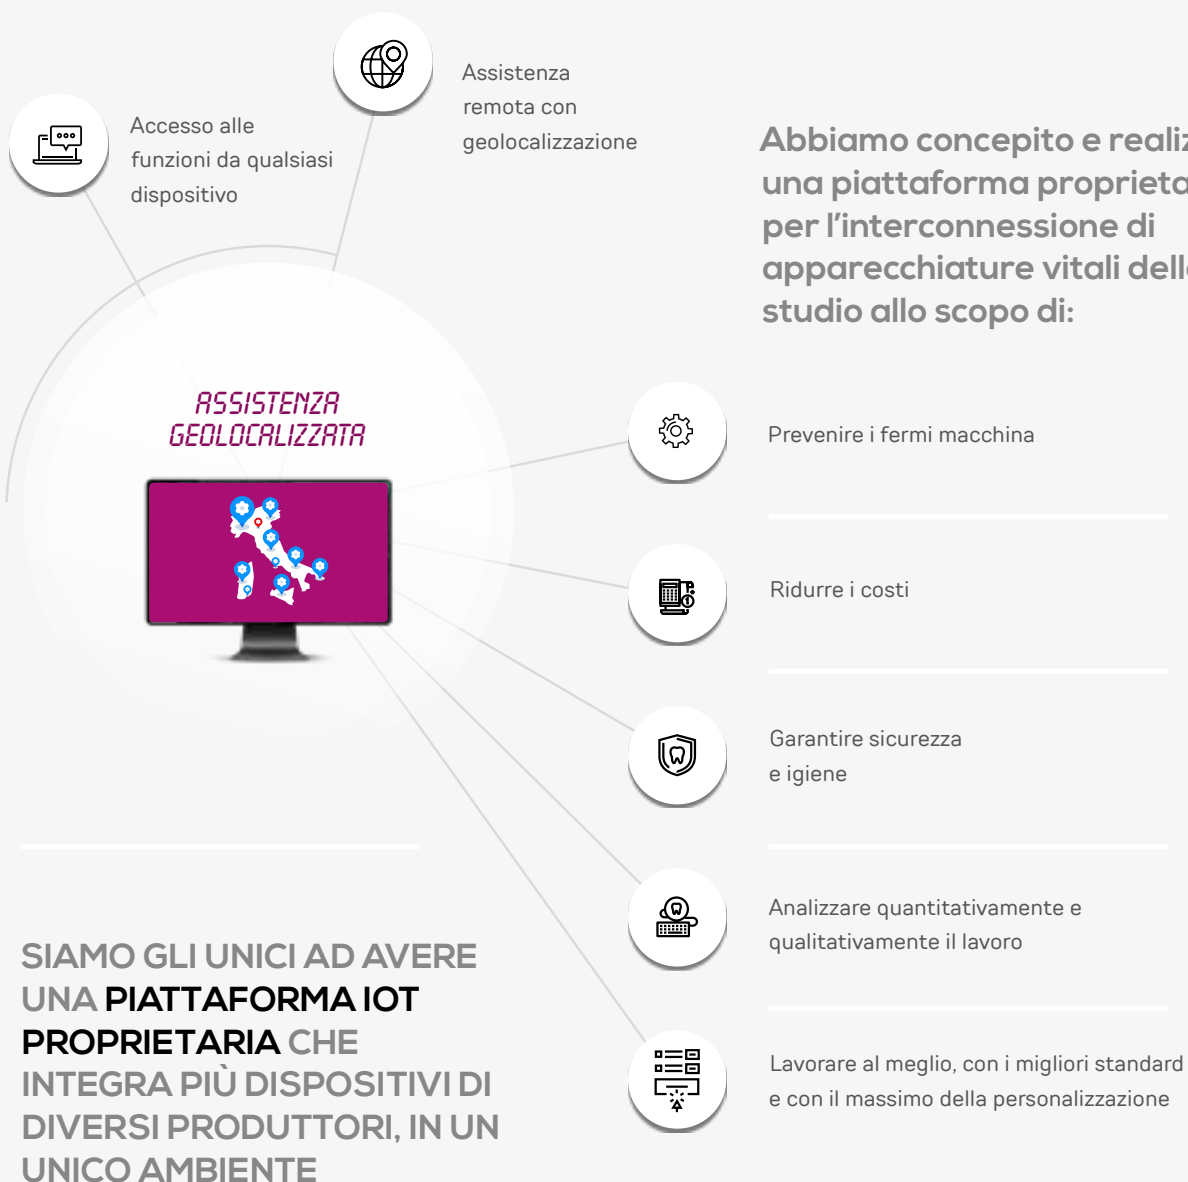 Assistenza
remota con
geolocalizzazione
Accesso alle
funzioni da qualsiasi
dispositivo
Abbiamo concepito e realiz
una piattaforma proprieta
per l’interconnessione di
apparecchiature vitali dell
studio allo scopo di:
ASSISTENZA
GEOLOCALIZZATA
Prevenire i fermi macchina
Ridurre i costi
Garantire sicurezza
e igiene
Analizzare quantitativamente e
qualitativamente il lavoro
Lavorare al meglio, con i migliori standard
e con il massimo della personalizzazione
SIAMO GLI UNICI AD AVERE
UNA PIATTAFORMA IOT
PROPRIETARIA CHE
INTEGRA PIÙ DISPOSITIVI DI
DIVERSI PRODUTTORI, IN UN
UNICO AMBIENTE